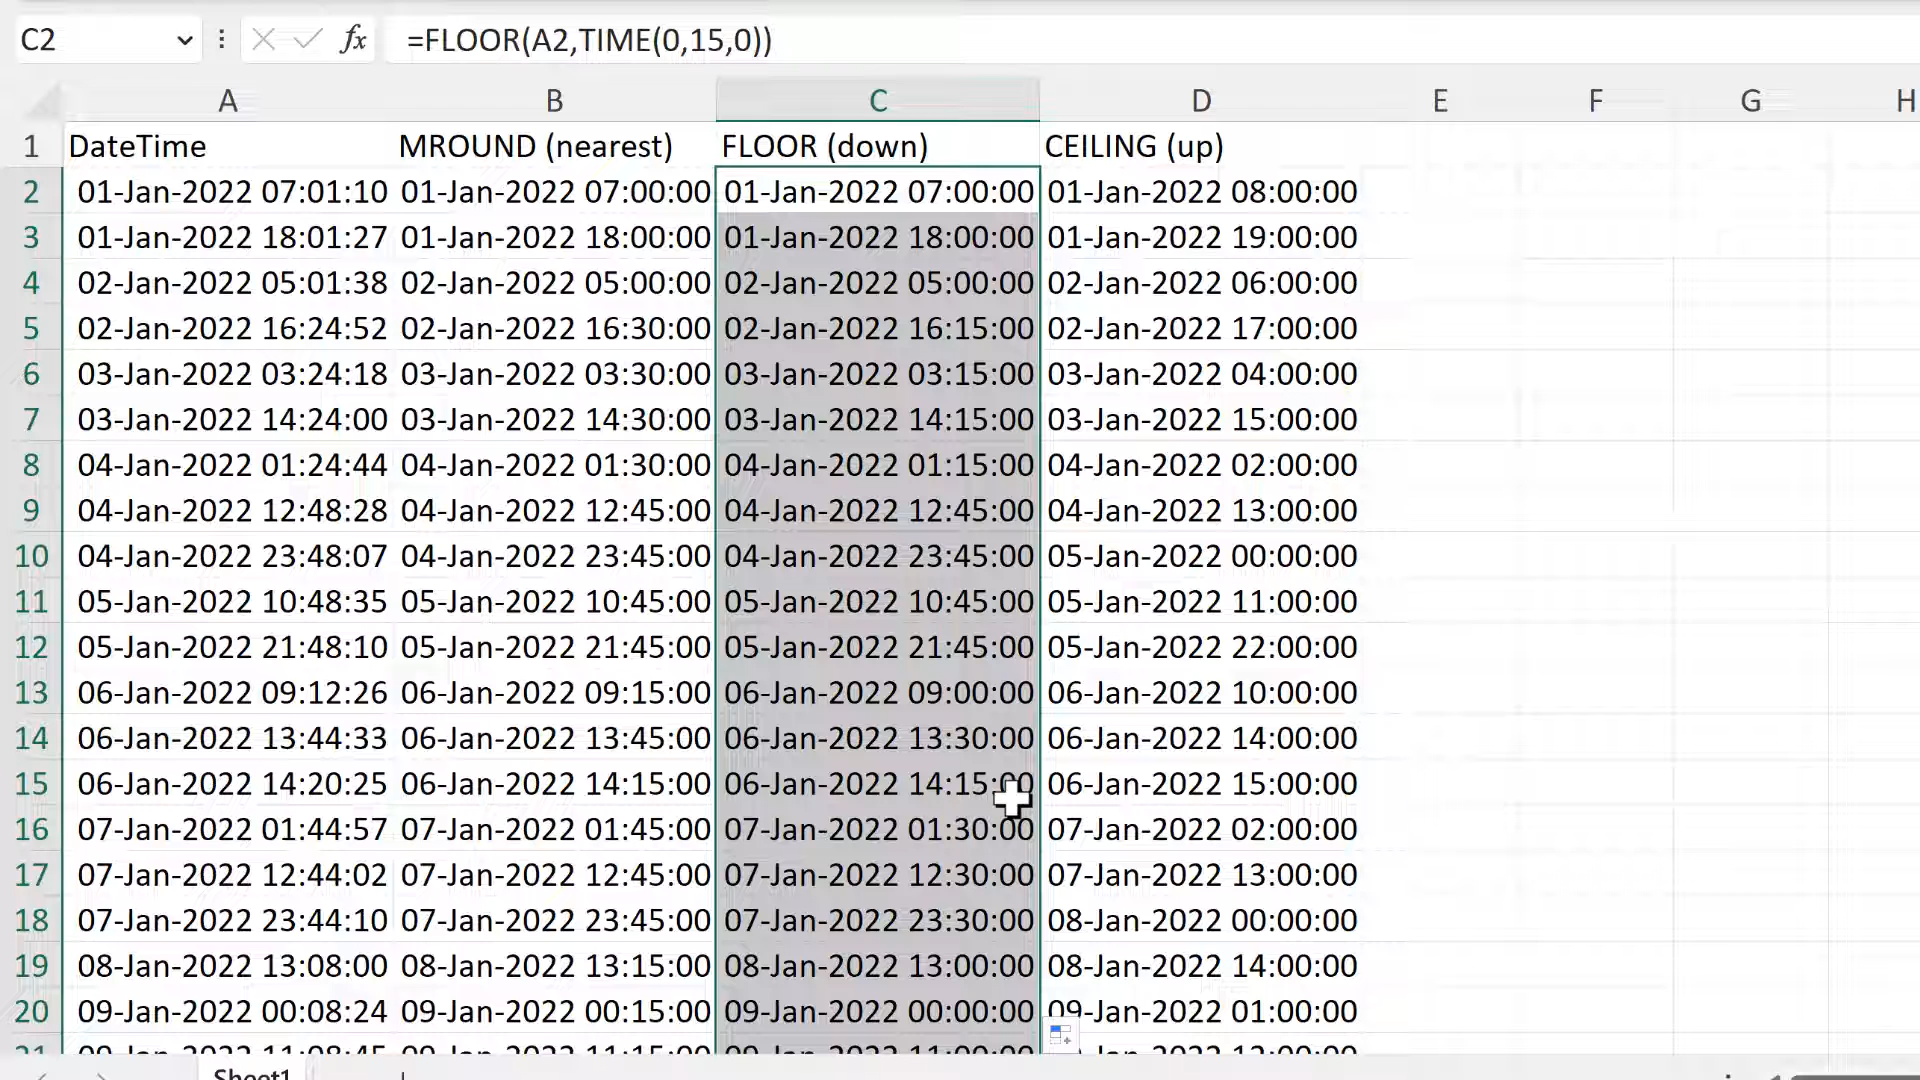 C2 fx =FLOOR(A2,TIME(0,15,0))
A B C D E F G H
1 DateTime MROUND (nearest) FLOOR (down) CEILING (up)
2 01-Jan-2022 07:01:10 01-Jan-2022 07:00:00 01-Jan-2022 07:00:00 01-Jan-2022 08:00:00
3 01-Jan-2022 18:01:27 01-Jan-2022 18:00:00 01-Jan-2022 18:00:00 01-Jan-2022 19:00:00
4 02-Jan-2022 05:01:38 02-Jan-2022 05:00:00 02-Jan-2022 05:00:00 02-Jan-2022 06:00:00
5 02-Jan-2022 16:24:52 02-Jan-2022 16:30:00 02-Jan-2022 16:15:00 02-Jan-2022 17:00:00
6 03-Jan-2022 03:24:18 03-Jan-2022 03:30:00 03-Jan-2022 03:15:00 03-Jan-2022 04:00:00
7 03-Jan-2022 14:24:00 03-Jan-2022 14:30:00 03-Jan-2022 14:15:00 03-Jan-2022 15:00:00
8 04-Jan-2022 01:24:44 04-Jan-2022 01:30:00 04-Jan-2022 01:15:00 04-Jan-2022 02:00:00
9 04-Jan-2022 12:48:28 04-Jan-2022 12:45:00 04-Jan-2022 12:45:00 04-Jan-2022 13:00:00
10 04-Jan-2022 23:48:07 04-Jan-2022 23:45:00 04-Jan-2022 23:45:00 05-Jan-2022 00:00:00
11 05-Jan-2022 10:48:35 05-Jan-2022 10:45:00 05-Jan-2022 10:45:00 05-Jan-2022 11:00:00
12 05-Jan-2022 21:48:10 05-Jan-2022 21:45:00 05-Jan-2022 21:45:00 05-Jan-2022 22:00:00
13 06-Jan-2022 09:12:26 06-Jan-2022 09:15:00 06-Jan-2022 09:00:00 06-Jan-2022 10:00:00
14 06-Jan-2022 13:44:33 06-Jan-2022 13:45:00 06-Jan-2022 13:30:00 06-Jan-2022 14:00:00
15 06-Jan-2022 14:20:25 06-Jan-2022 14:15:00 06-Jan-2022 14:15:00 06-Jan-2022 15:00:00
16 07-Jan-2022 01:44:57 07-Jan-2022 01:45:00 07-Jan-2022 01:30:00 07-Jan-2022 02:00:00
17 07-Jan-2022 12:44:02 07-Jan-2022 12:45:00 07-Jan-2022 12:30:00 07-Jan-2022 13:00:00
18 07-Jan-2022 23:44:10 07-Jan-2022 23:45:00 07-Jan-2022 23:30:00 08-Jan-2022 00:00:00
19 08-Jan-2022 13:08:00 08-Jan-2022 13:15:00 08-Jan-2022 13:00:00 08-Jan-2022 14:00:00
20 09-Jan-2022 00:08:24 09-Jan-2022 00:15:00 09-Jan-2022 00:00:00 09-Jan-2022 01:00:00
Sheet1